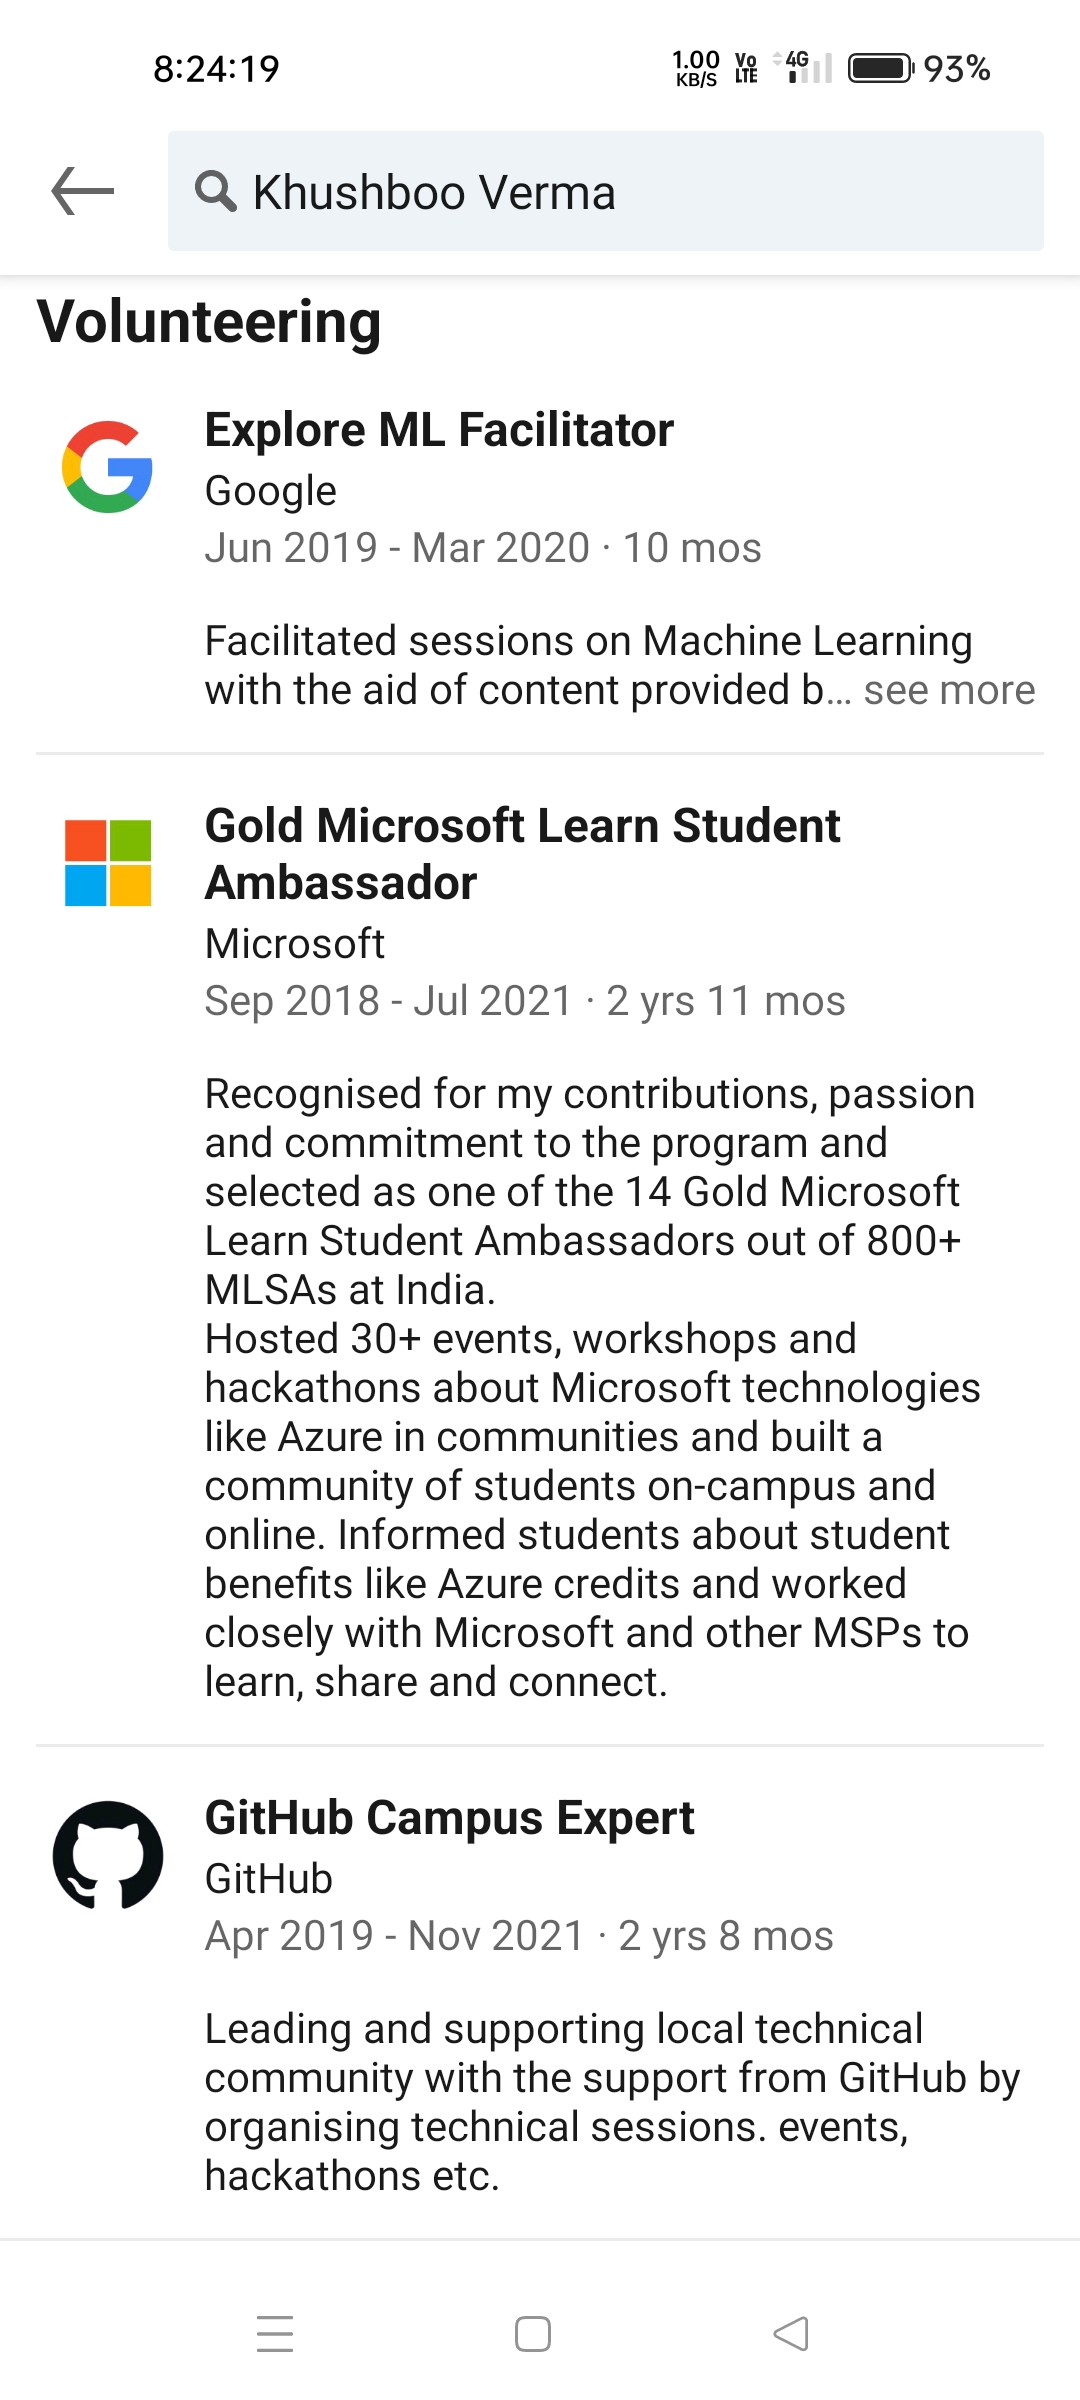 8:24:19
1.00 KB/S Vo LTE 4G 93%
Khushboo Verma
Volunteering
Explore ML Facilitator
Google
Jun 2019 - Mar 2020 · 10 mos
Facilitated sessions on Machine Learning
with the aid of content provided b... see more
Gold Microsoft Learn Student
Ambassador
Microsoft
Sep 2018 - Jul 2021 · 2 yrs 11 mos
Recognised for my contributions, passion
and commitment to the program and
selected as one of the 14 Gold Microsoft
Learn Student Ambassadors out of 800+
MLSAs at India.
Hosted 30+ events, workshops and
hackathons about Microsoft technologies
like Azure in communities and built a
community of students on-campus and
online. Informed students about student
benefits like Azure credits and worked
closely with Microsoft and other MSPs to
learn, share and connect.
GitHub Campus Expert
GitHub
Apr 2019 - Nov 2021 · 2 yrs 8 mos
Leading and supporting local technical
community with the support from GitHub by
organising technical sessions. events,
hackathons etc.